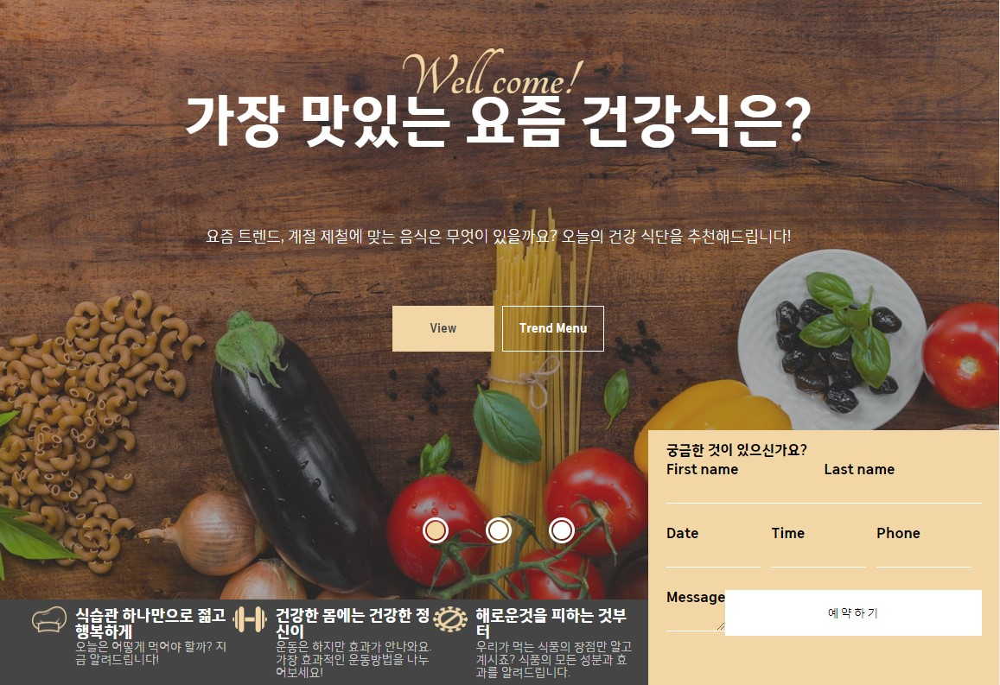 Well come!
가장 맛있는 요즘 건강식은?
요즘 트렌드, 계절 제철에 맞는 음식은 무엇이 있을까요? 오늘의 건강 식단을 추천해드립니다!
View
Trend Menu
궁금한 것이 있으신가요?
First name
Last name
Date
Time
Phone
Message
예약하기
식습관 하나만으로 젊고
행복하게
오늘은 어떻게 먹어야 할까? 지
금 알려드립니다!
건강한 몸에는 건강한 정
신이
운동은 하지만 효과가 안나와요.
가장 효과적인 운동방법을 나누
어보세요!
해로운것을 피하는 것부
터
우리가 먹는 식품의 장점만 알고
계시죠? 식품의 모든 성분과 효
과를 알려드립니다.